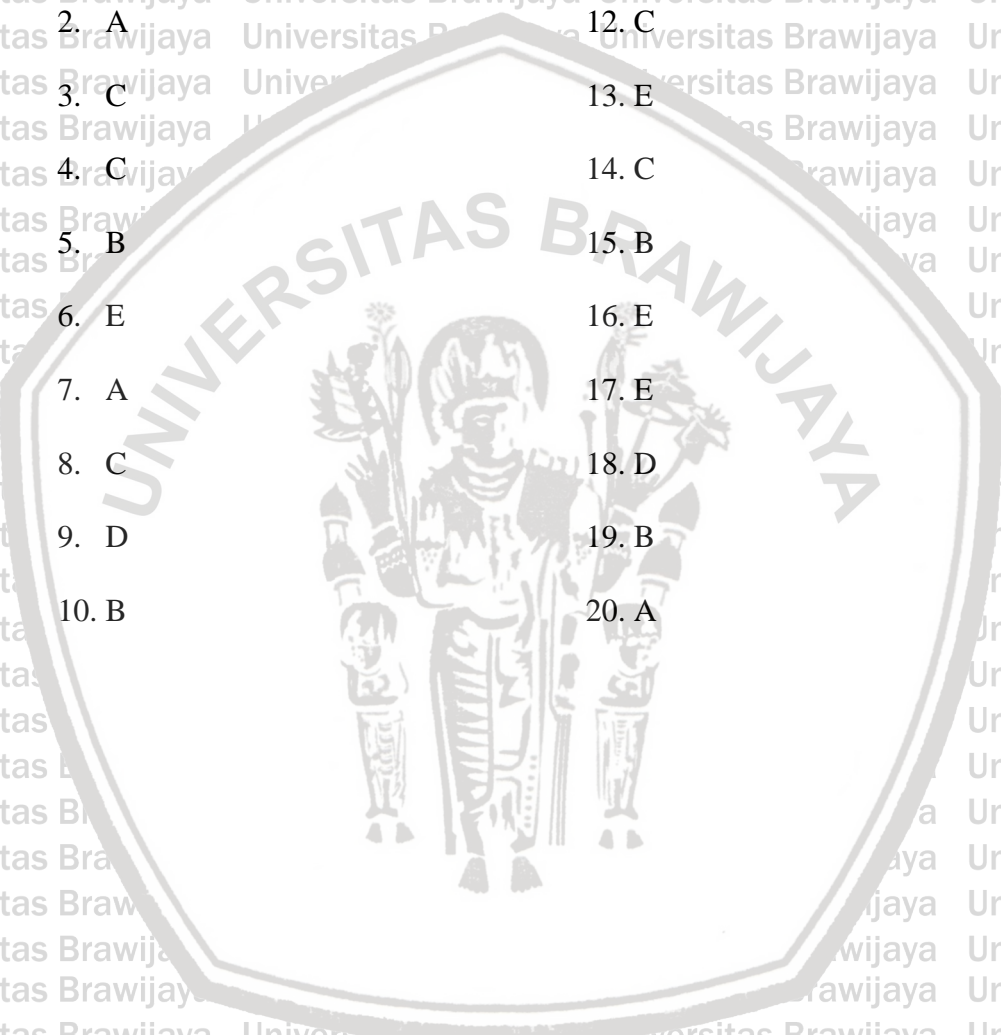 2. A
3. C
4. C
5. B
6. E
7. A
8. C
9. D
10. B
12. C
13. E
14. C
15. B
16. E
17. E
18. D
19. B
20. A
UNIVERSITAS BRAWIJAYA